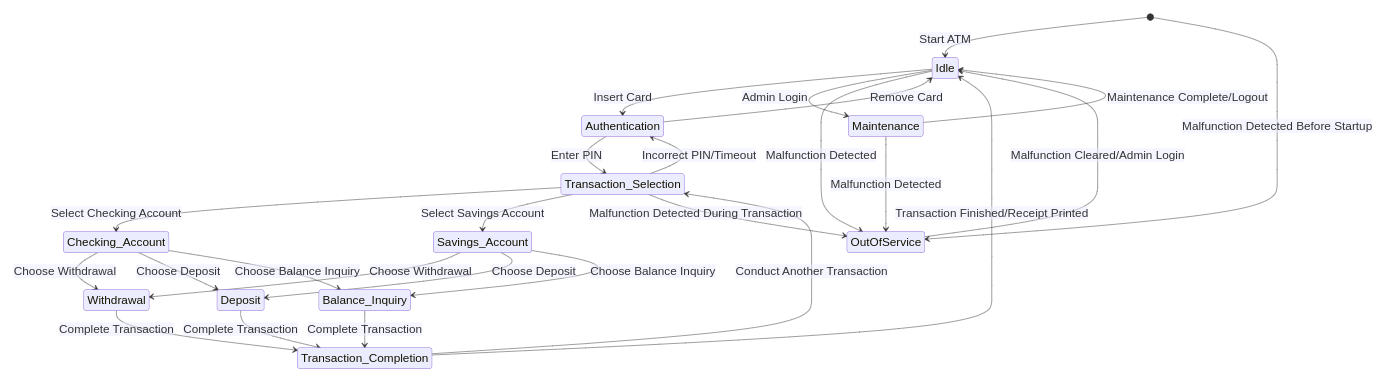 Start ATM
Idle
Insert Card
Admin Login
Remove Card
Maintenance Complete/Logout
Authentication
Maintenance
Malfunction Detected Before Startup
Enter PIN
Incorrect PIN/Timeout
Malfunction Detected
Malfunction Cleared/Admin Login
Transaction_Selection
Malfunction Detected
Select Checking Account
Select Savings Account
Malfunction Detected During Transaction
Transaction Finished/Receipt Printed
Checking_Account
Savings_Account
OutOfService
Choose Withdrawal
Choose Deposit
Choose Balance Inquiry
Choose Withdrawal
Choose Deposit
Choose Balance Inquiry
Conduct Another Transaction
Withdrawal
Deposit
Balance_Inquiry
Complete Transaction
Complete Transaction
Complete Transaction
Transaction_Completion